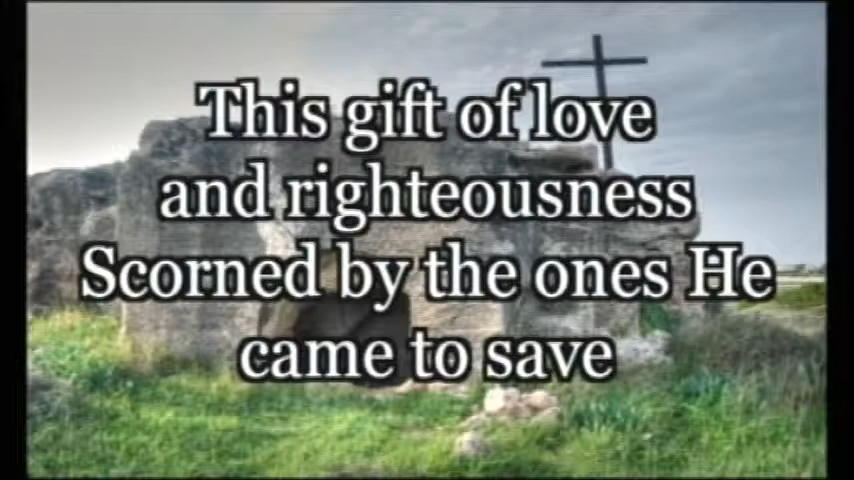 This gift of love
and righteousness
Scorned by the ones He
came to save